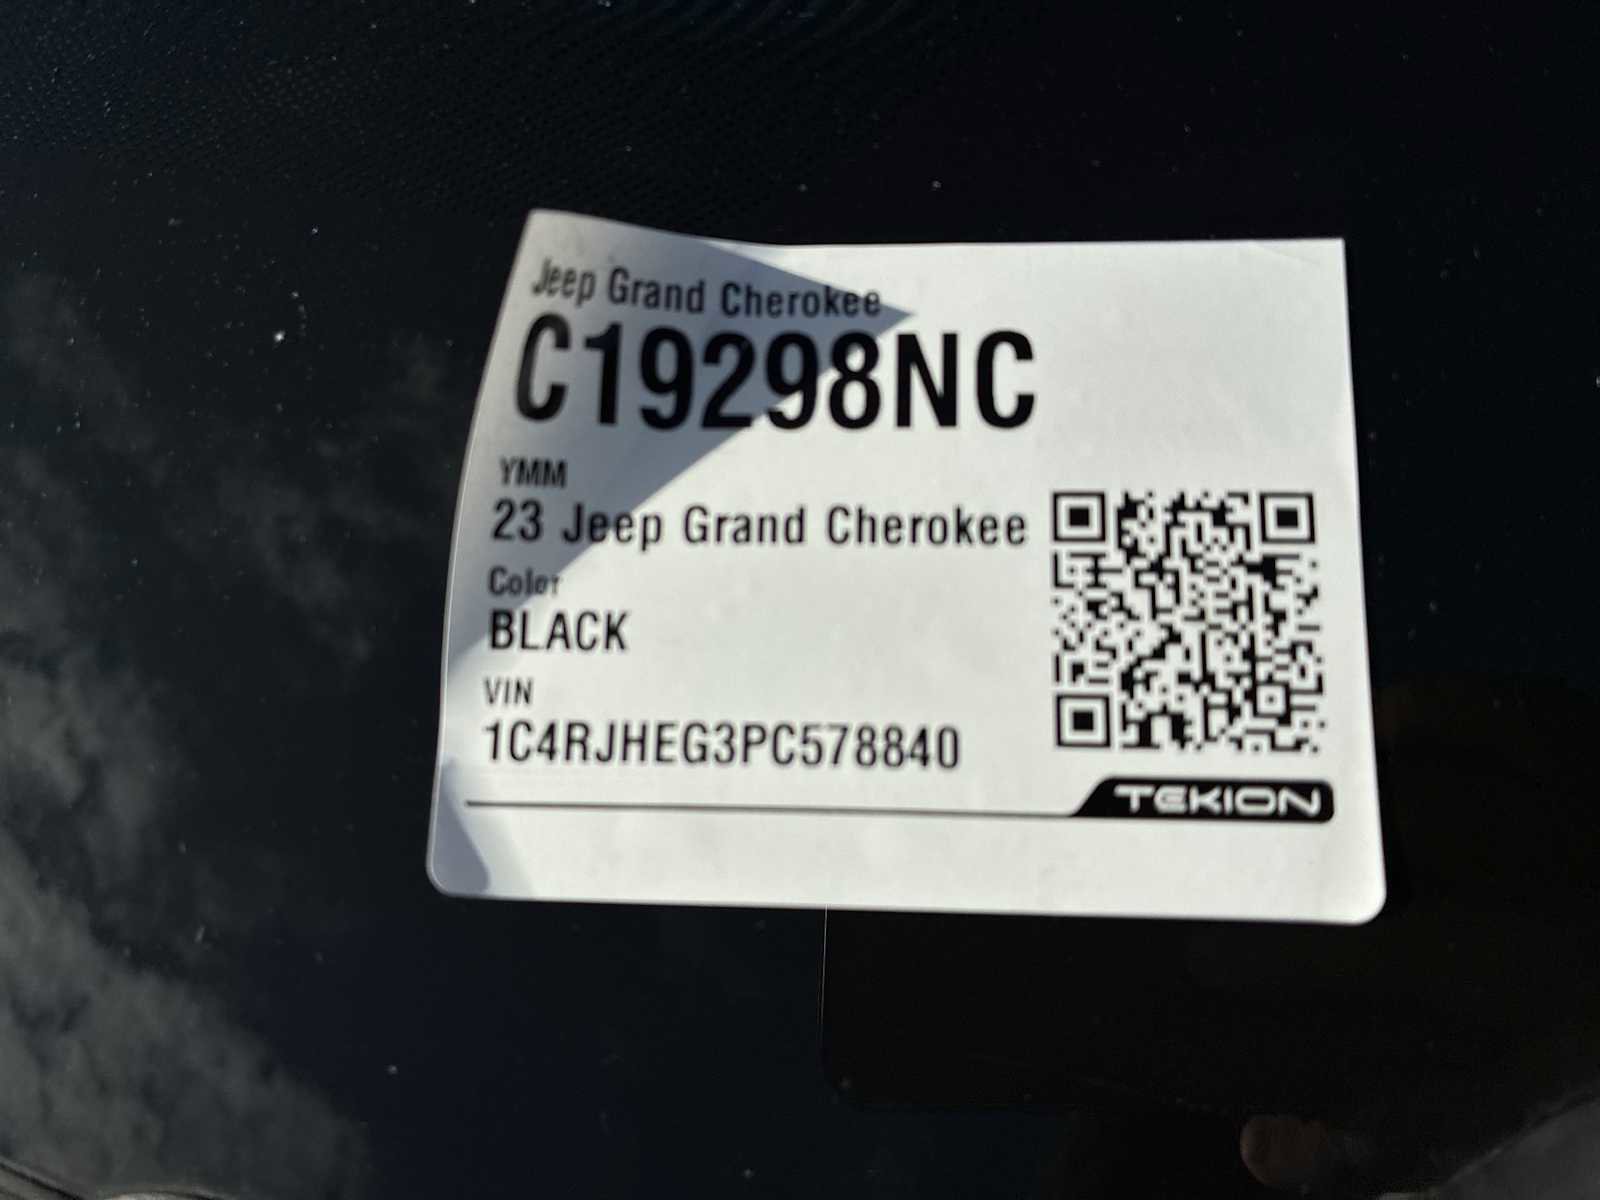 Jeep Grand Cherokee
C19298NC
YMM
23 Jeep Grand Cherokee
Color
BLACK
VIN
1C4RJHEG3PC578840
TEKION